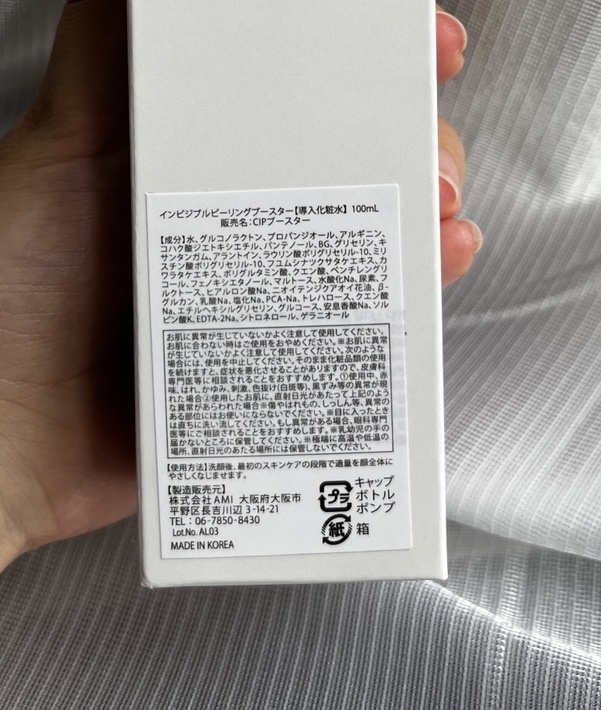 インビジブルピーリングブースター【導入化粧水】 100mL
販売名:CIPブースター
【成分】水、グルコノラクトン、プロパンジオール、アルギニン、
コハク酸ジエトキシエチル、パンテノール、BG、グリセリン、キ
サンタンガム、アラントイン、ラウリン酸ポリグリセリル-10、ミリ
スチン酸ポリグリセリル-10、フユムシナツクサタケエキス、カ
ワラタケエキス、ポリグルタミン酸、クエン酸、ペンチレングリ
コール、フェノキシエタノール、マルトース、水酸化Na、尿素、フ
ルクトース、ヒアルロン酸Na、ニオイテンジクアオイ花油、β-
グルカン、乳酸Na、塩化Na、PCA-Na、トレハロース、クエン酸
Na、エチルヘキシルグリセリン、グルコース、安息香酸Na、ソル
ビン酸K、EDTA-2Na、シトロネロール、ゲラニオール
お肌に異常が生じていないかよく注意して使用してください。
お肌に合わない時はご使用をおやめください。※お肌に異常
が生じていないかよく注意して使用してください。次のような
場合には、使用を中止してください。そのまま化粧品類の使用
を続けますと、症状を悪化させることがありますので、皮膚科
専門医等に相談されることをおすすめします。①使用中、赤
味、はれ、かゆみ、刺激、色抜け(白斑等)、黒ずみ等の異常が現
れた場合②使用したお肌に、直射日光があたって上記のよう
な異常があらわれた場合※傷やはれもの、しっしん等、異常の
ある部位にはお使いにならないでください。※目に入ったとき
は直ちに洗い流してください。もし異常がある場合、眼科専門
医等にご相談されることをおすすめします。※乳幼児の手の
届かないところに保管してください。※極端に高温や低温の
場所、直射日光のあたる場所には保管しないでください。
【使用方法】洗顔後、最初のスキンケアの段階で適量を顔全体に
やさしくなじませます。
【製造販売元】
株式会社AMI 大阪府大阪市
平野区長吉川辺 3-14-21
TEL:06-7850-8430
Lot.No. AL03
MADE IN KOREA
プラ
キャップ
ボトル
ポンプ
紙
箱